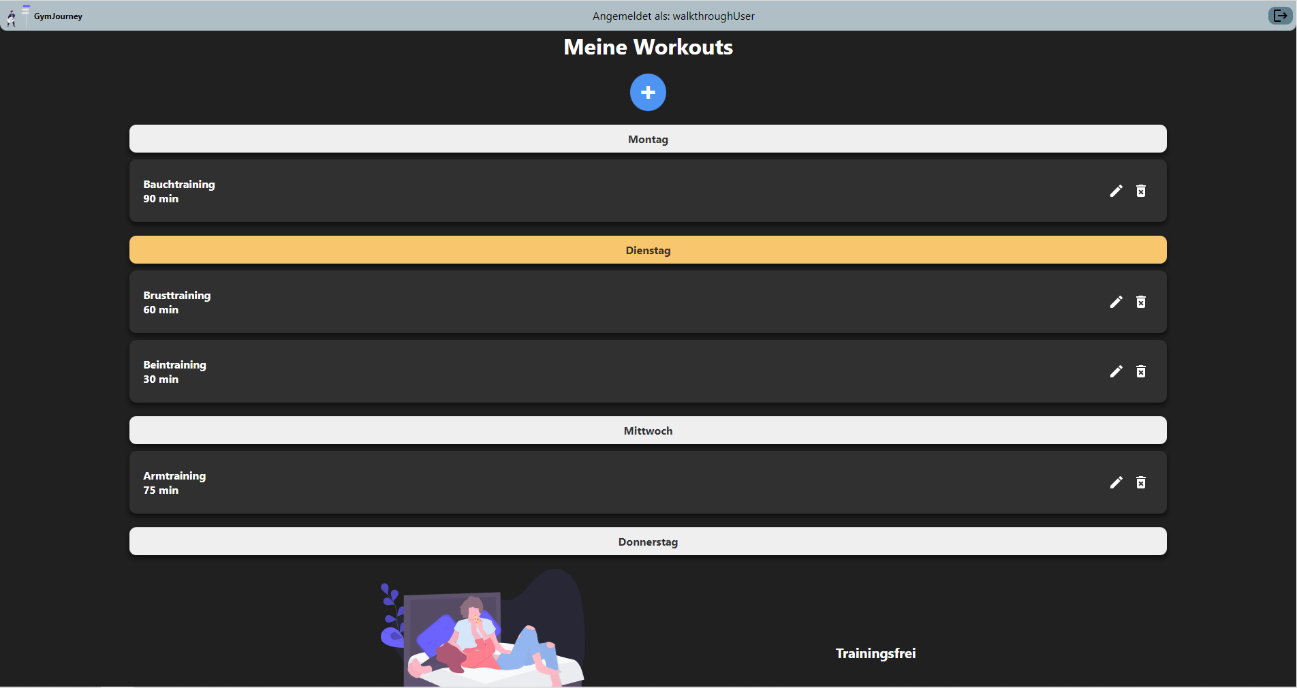 GymJourney
Angemeldet als: walkthroughUser
Meine Workouts
Montag
Bauchtraining
90 min
Dienstag
Brusttraining
60 min
Beintraining
30 min
Mittwoch
Armtraining
75 min
Donnerstag
Trainingsfrei